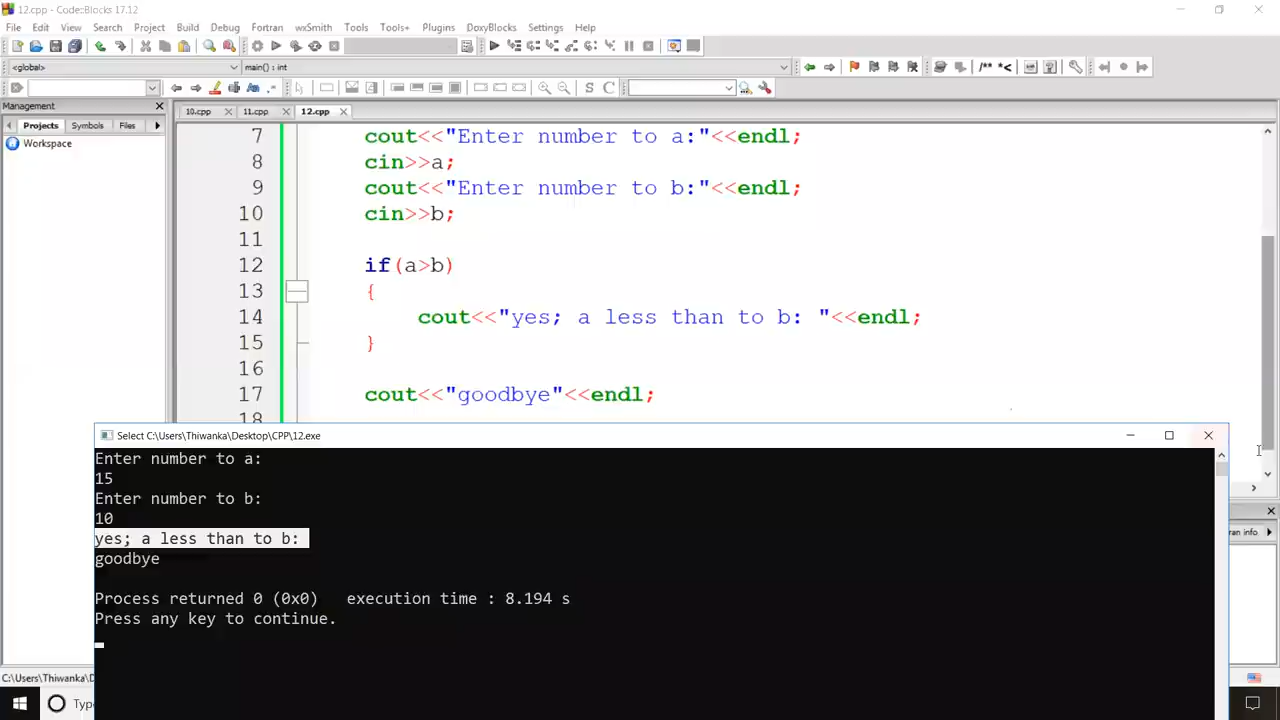 12.cpp - Code::Blocks 17.12
File Edit View Search Project Build Debug Fortran wxSmith Tools Tools+ Plugins DoxyBlocks Settings Help
<global> main() : int
/** *<
S C
Management
10.cpp 11.cpp 12.cpp
Projects Symbols Files
Workspace
7 cout<<"Enter number to a:"<<endl;
8 cin>>a;
9 cout<<"Enter number to b:"<<endl;
10 cin>>b;
11
12 if(a>b)
13 {
14 cout<<"yes; a less than to b: "<<endl;
15 }
16
17 cout<<"goodbye"<<endl;
18
Select C:\Users\Thiwanka\Desktop\CPP\12.exe
Enter number to a:
15
Enter number to b:
10
yes; a less than to b:
goodbye
ran info
Process returned 0 (0x0) execution time : 8.194 s
Press any key to continue.
C:\Users\Thiwanka\D
Typ